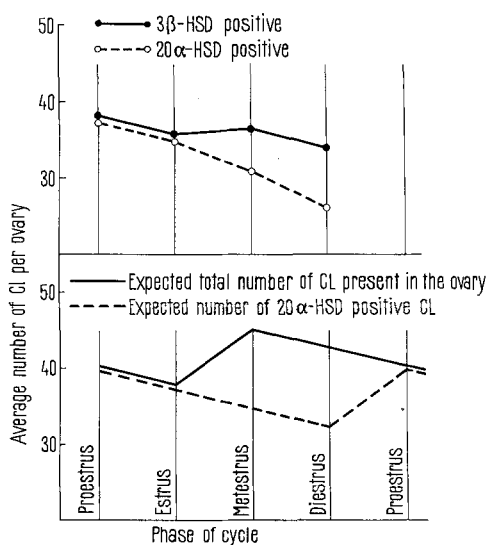 50
3β-HSD positive
20α-HSD positive
40
30
Average number of Cl per ovary
Expected total number of CL present in the ovary
50
Expected number of 20α-HSD positive CL
40
30
Proestrus
Estrus
Metestrus
Diestrus
Proestrus
Phase of cycle